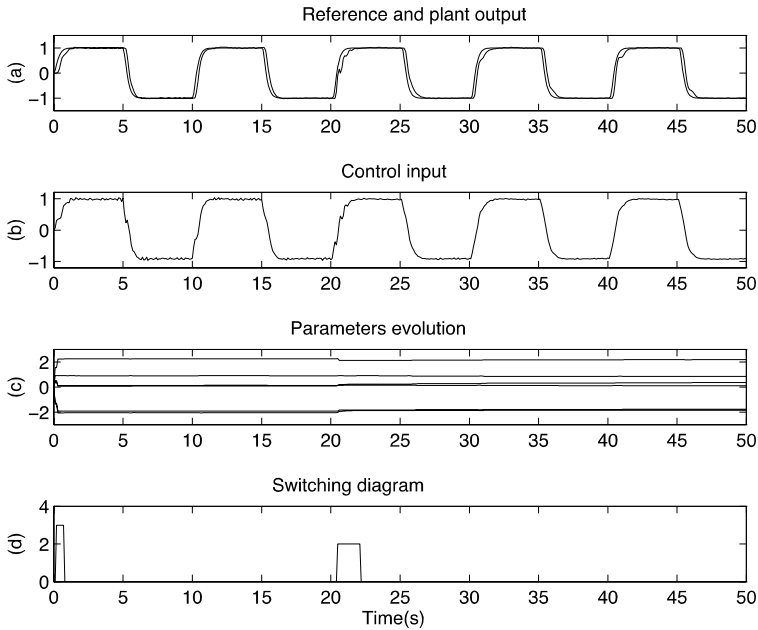 Reference and plant output
(a)
1
0
−1
0 5 10 15 20 25 30 35 40 45 50
Control input
(b)
1
0
−1
0 5 10 15 20 25 30 35 40 45 50
Parameters evolution
(c)
2
0
−2
0 5 10 15 20 25 30 35 40 45 50
Switching diagram
(d)
4
2
0
0 5 10 15 20 25 30 35 40 45 50
Time(s)